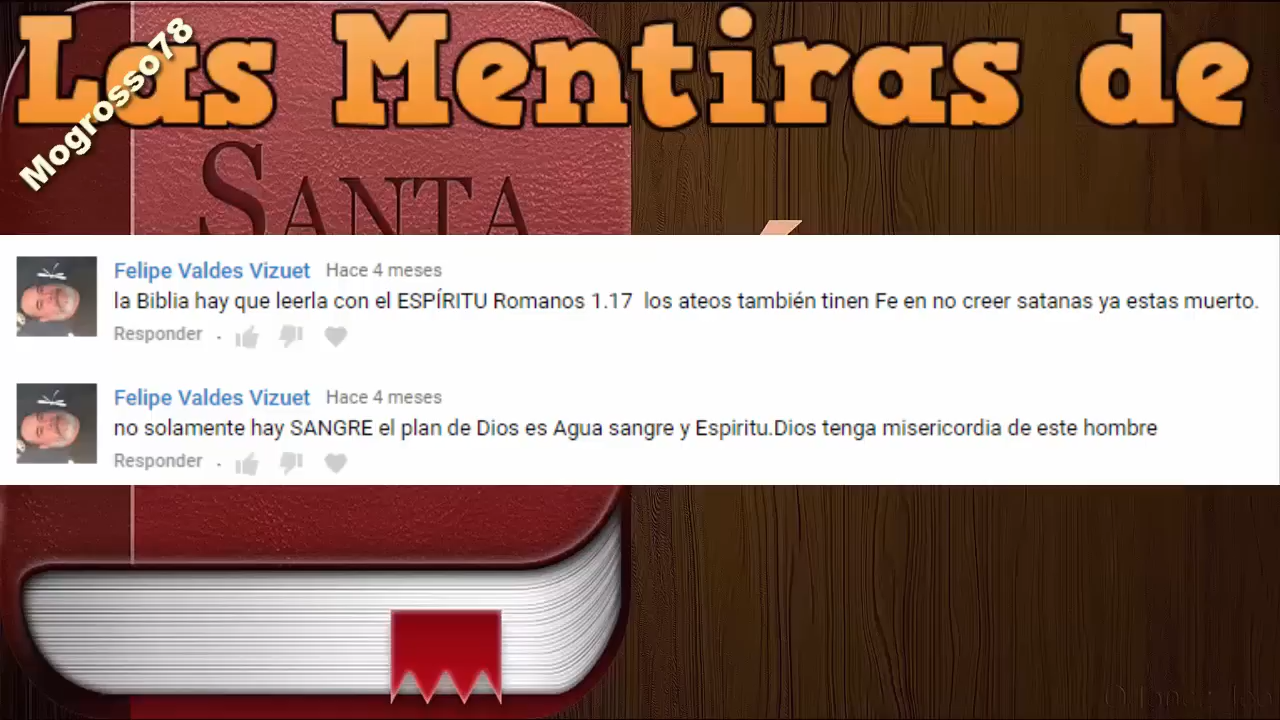 Las Mentiras de
Mogrosso78
SANTA
Felipe Valdes Vizuet Hace 4 meses
la Biblia hay que leerla con el ESPÍRITU Romanos 1.17 los ateos también tinen Fe en no creer satanas ya estas muerto.
Responder
Felipe Valdes Vizuet Hace 4 meses
no solamente hay SANGRE el plan de Dios es Agua sangre y Espiritu.Dios tenga misericordia de este hombre
Responder